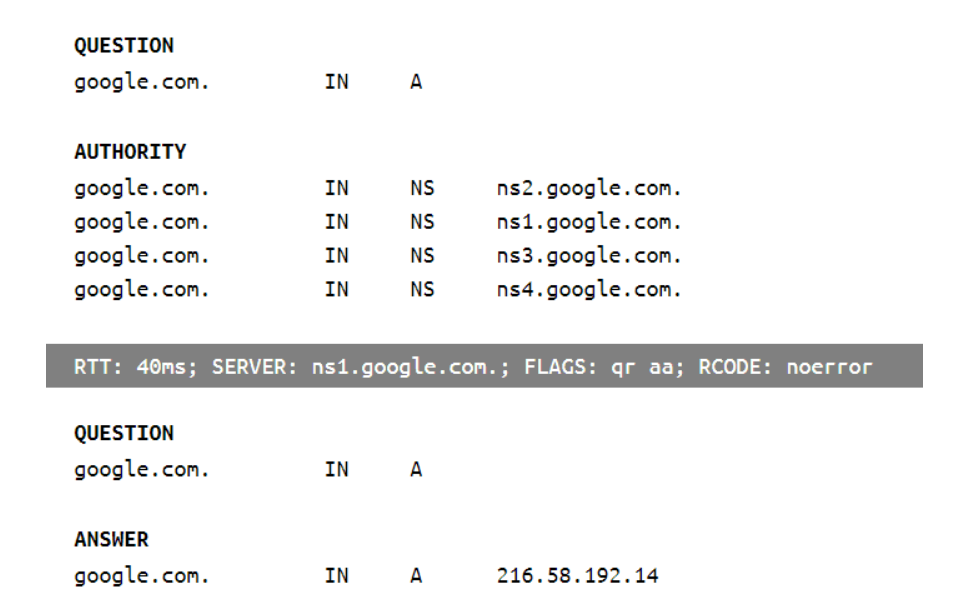 QUESTION
google.com. IN A
AUTHORITY
google.com. IN NS ns2.google.com.
google.com. IN NS ns1.google.com.
google.com. IN NS ns3.google.com.
google.com. IN NS ns4.google.com.
RTT: 40ms; SERVER: ns1.google.com.; FLAGS: qr aa; RCODE: noerror
QUESTION
google.com. IN A
ANSWER
google.com. IN A 216.58.192.14